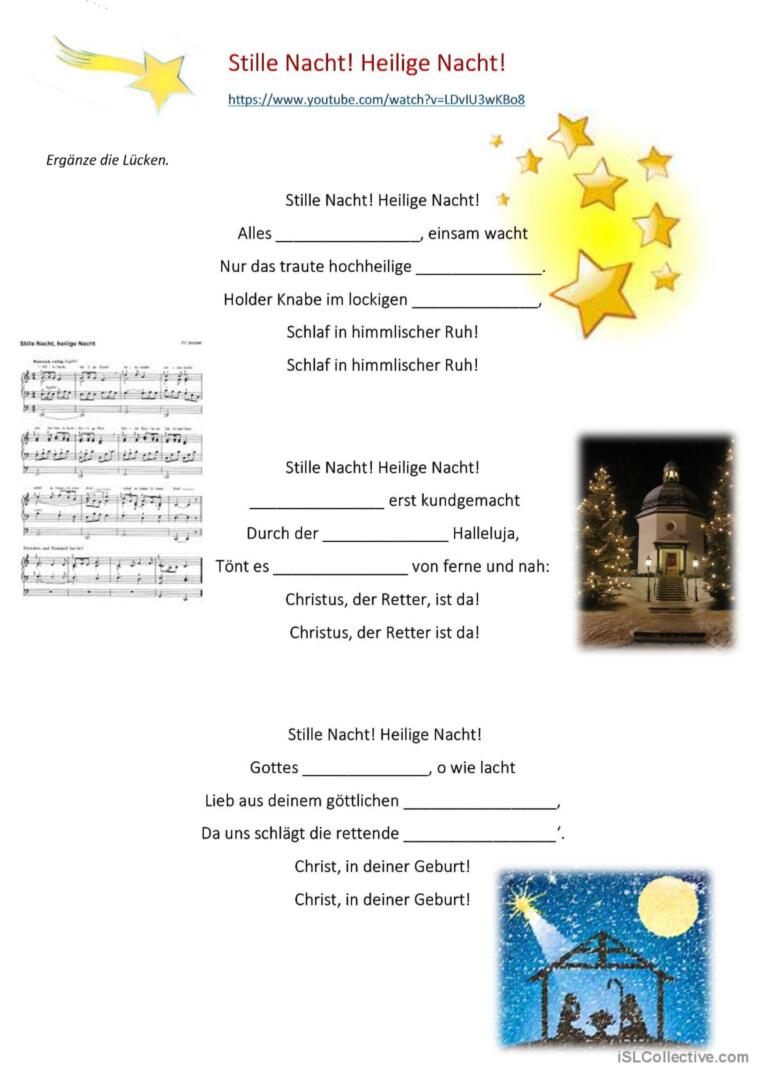 Stille Nacht! Heilige Nacht!
https://www.youtube.com/watch?v=LDvIU3wKBo8
Ergänze die Lücken.
Stille Nacht! Heilige Nacht!
Alles ________________, einsam wacht
Nur das traute hochheilige ______________.
Holder Knabe im lockigen ______________,
Schlaf in himmlischer Ruh!
Schlaf in himmlischer Ruh!
Stille Nacht, heilige Nacht
Stille Nacht! Heilige Nacht!
_______________ erst kundgemacht
Durch der ______________ Halleluja,
Tönt es _______________ von ferne und nah:
Christus, der Retter, ist da!
Christus, der Retter ist da!
Stille Nacht! Heilige Nacht!
Gottes ______________, o wie lacht
Lieb aus deinem göttlichen _________________,
Da uns schlägt die rettende _________________‘.
Christ, in deiner Geburt!
Christ, in deiner Geburt!
iSLCollective.com